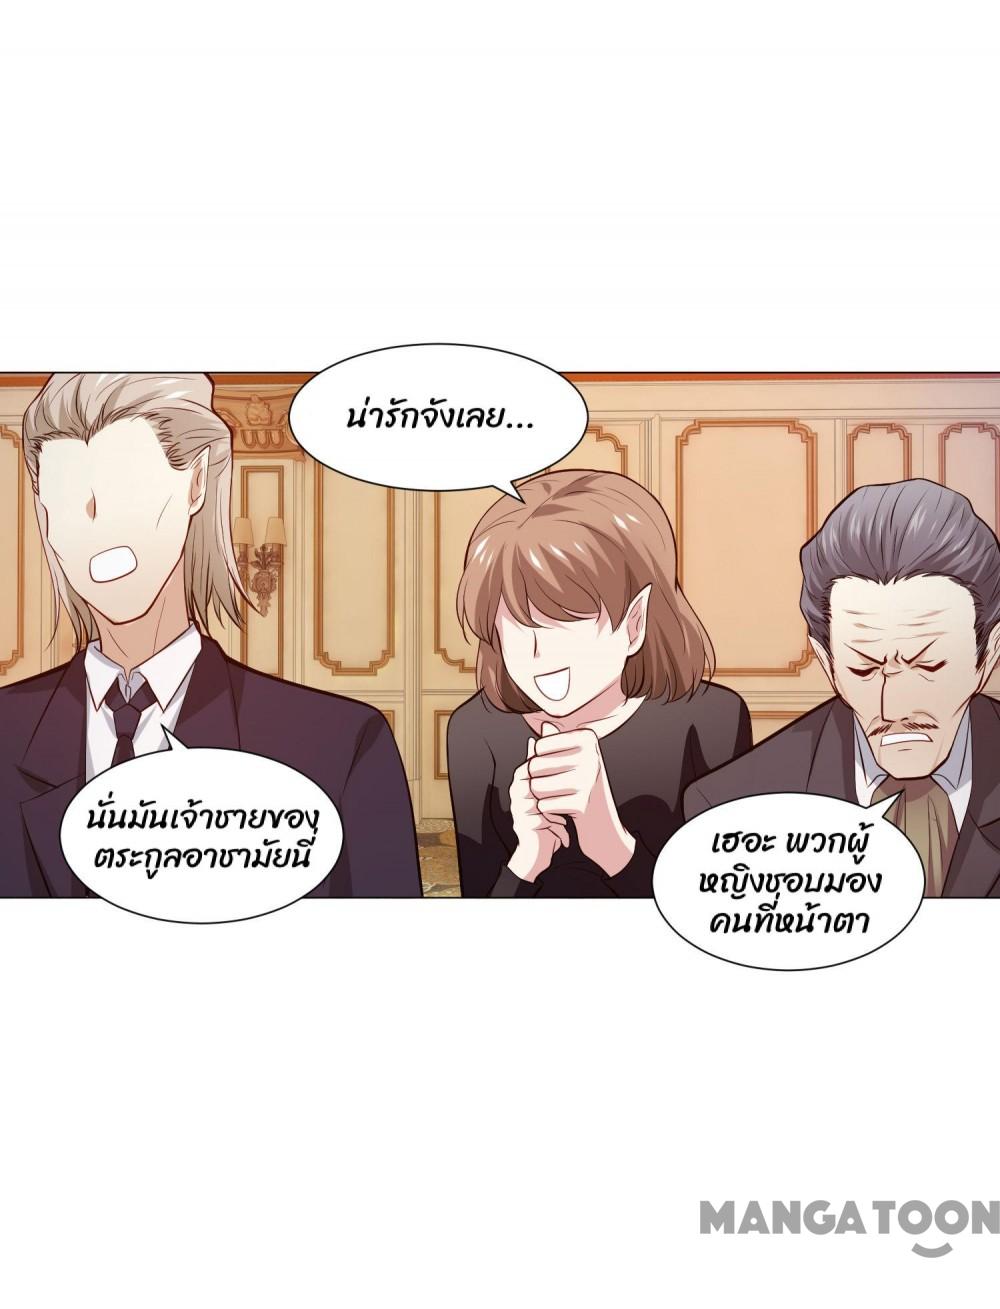 น่ารักจังเลย...
นั่นมันเจ้าชายของ
ตระกูลอาชามัยนี่
เฮอะ พวกผู้
หญิงชอบมอง
คนที่หน้าตา
MANGATOON